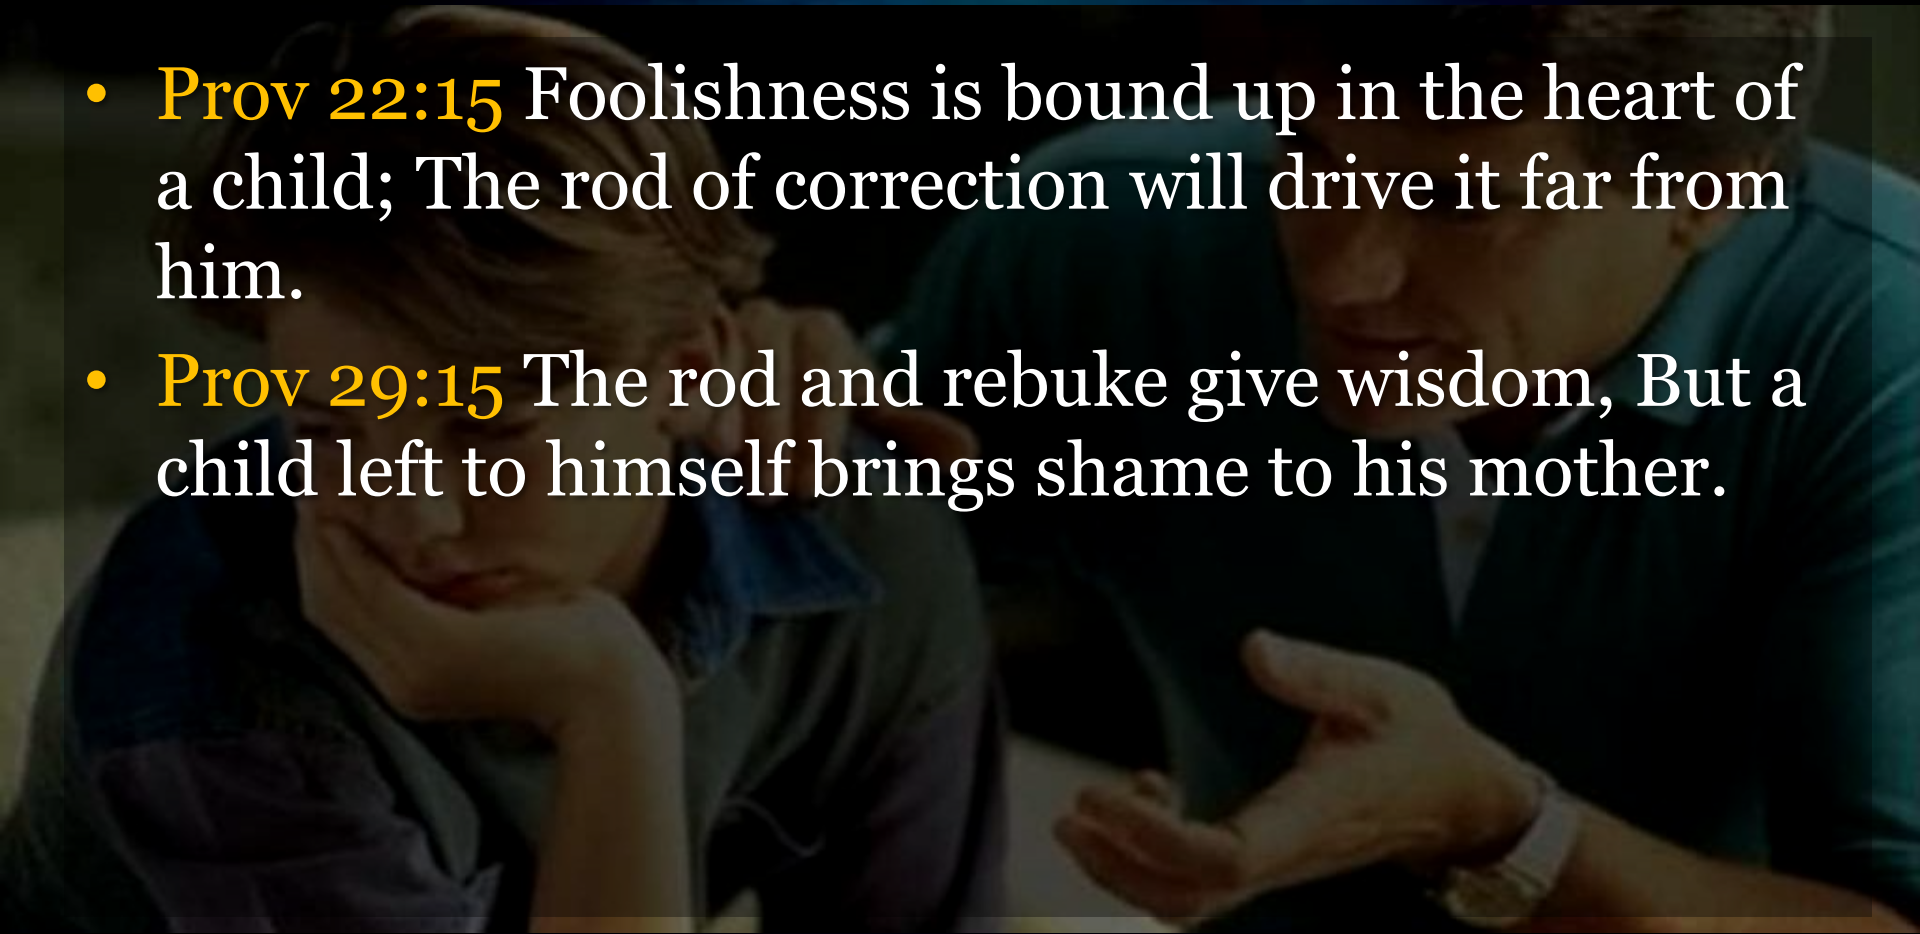 • Prov 22:15 Foolishness is bound up in the heart of
a child; The rod of correction will drive it far from
him.
• Prov 29:15 The rod and rebuke give wisdom, But a
child left to himself brings shame to his mother.